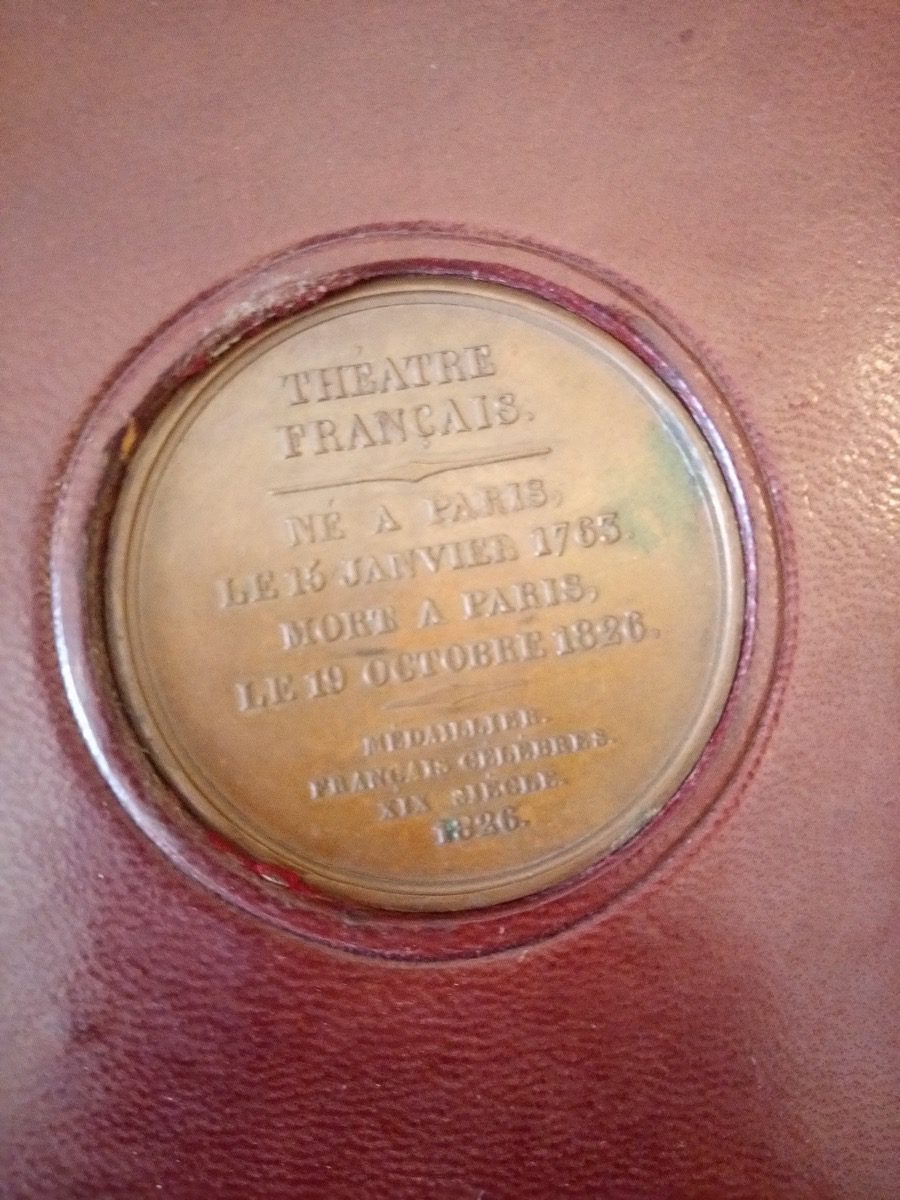 THÉATRE
FRANÇAIS.
NÉ A PARIS,
LE 15 JANVIER 1763.
MORT A PARIS,
LE 19 OCTOBRE 1826.
MÉDAILLIER.
FRANÇAIS CÉLÈBRES.
XIX SIÈCLE.
1826.